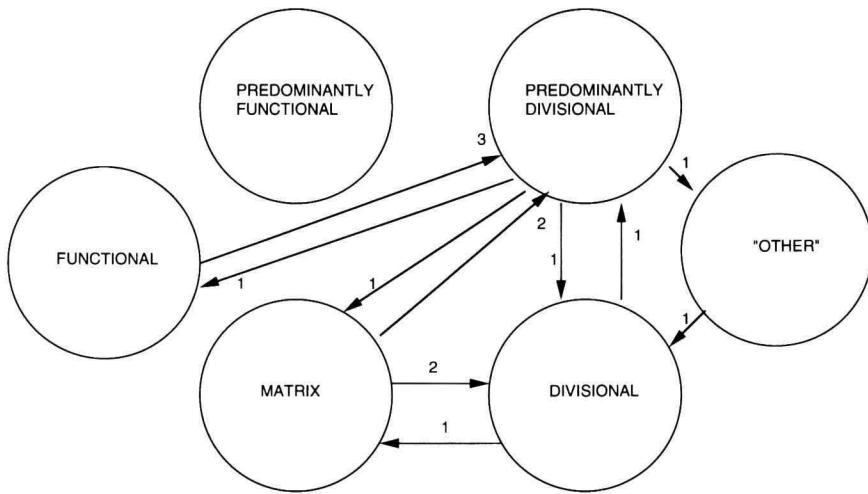 PREDOMINANTLY
FUNCTIONAL
PREDOMINANTLY
DIVISIONAL
3
1
FUNCTIONAL
1
1
2
1
1
"OTHER"
1
MATRIX
2
1
DIVISIONAL